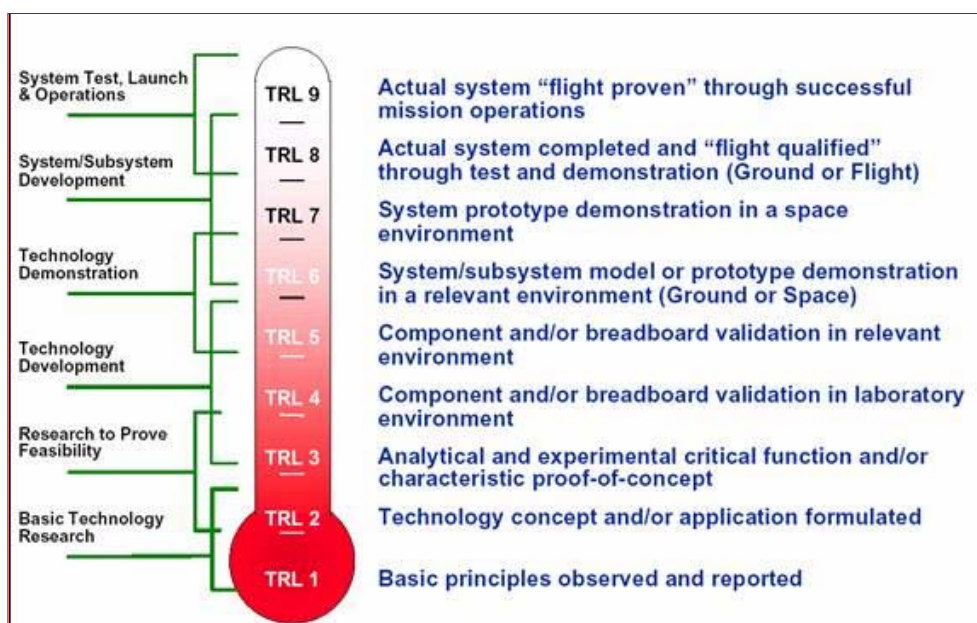 System Test, Launch
& Operations
System/Subsystem
Development
Technology
Demonstration
Technology
Development
Research to Prove
Feasibility
Basic Technology
Research
TRL 9
TRL 8
TRL 7
TRL 6
TRL 5
TRL 4
TRL 3
TRL 2
TRL 1
Actual system “flight proven” through successful
mission operations
Actual system completed and “flight qualified”
through test and demonstration (Ground or Flight)
System prototype demonstration in a space
environment
System/subsystem model or prototype demonstration
in a relevant environment (Ground or Space)
Component and/or breadboard validation in relevant
environment
Component and/or breadboard validation in laboratory
environment
Analytical and experimental critical function and/or
characteristic proof-of-concept
Technology concept and/or application formulated
Basic principles observed and reported